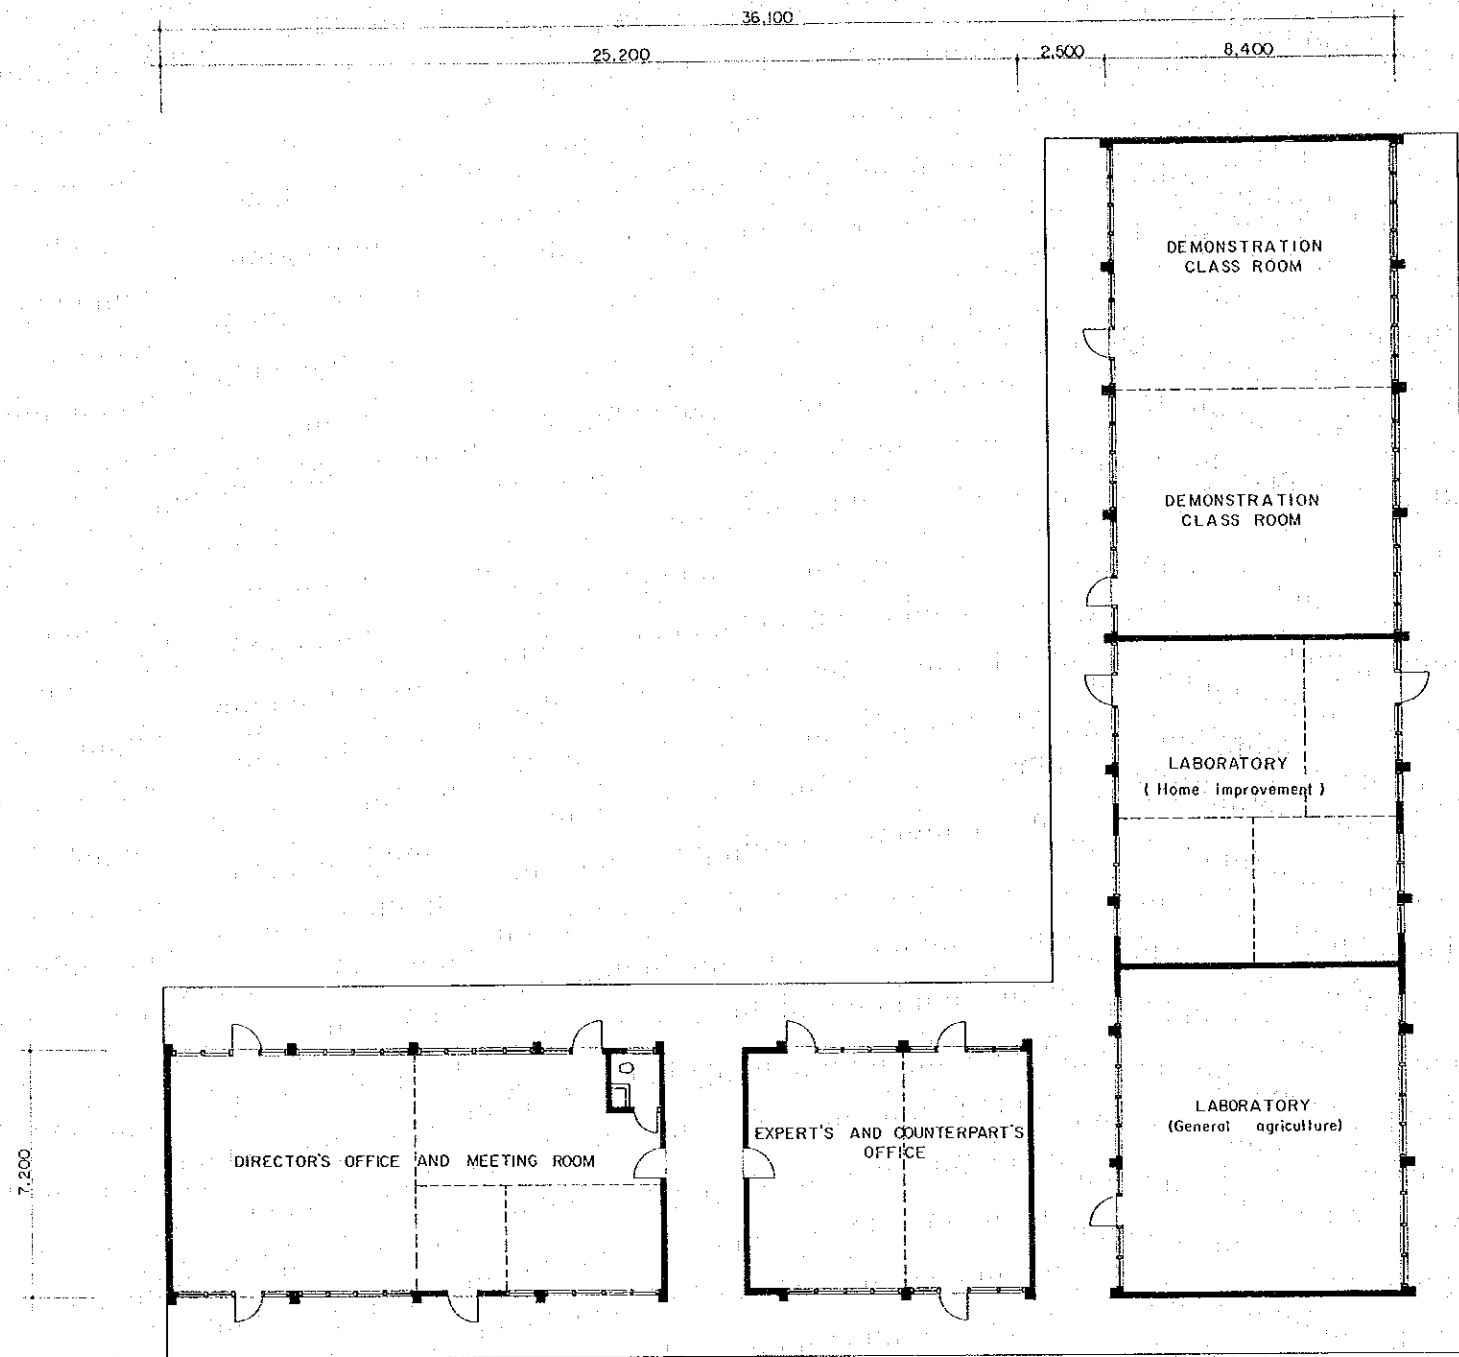 36,100
25,200
2,500
8,400
DEMONSTRATION
CLASS ROOM
DEMONSTRATION
CLASS ROOM
LABORATORY
( Home improvement )
LABORATORY
(General agriculture)
EXPERT'S AND COUNTERPART'S
OFFICE
DIRECTOR'S OFFICE AND MEETING ROOM
7,200